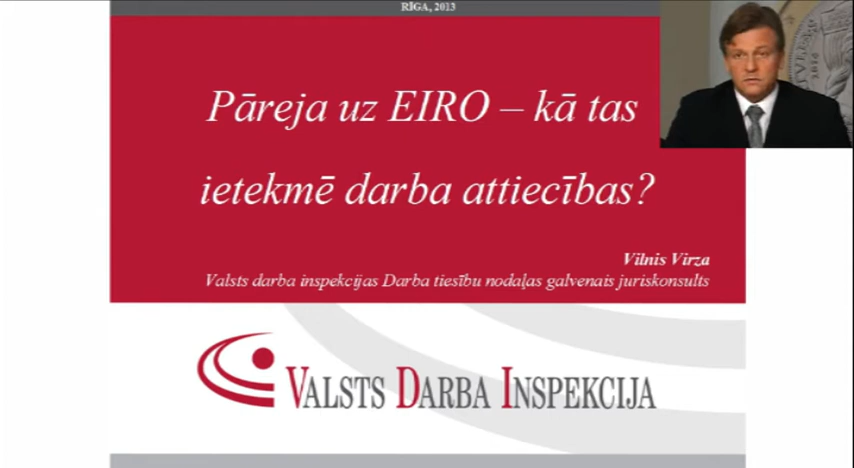 RĪGA, 2013
Pāreja uz EIRO – kā tas
ietekmē darba attiecības?
Vilnis Virza
Valsts darba inspekcijas Darba tiesību nodaļas galvenais juriskonsults
VALSTS DARBA INSPEKCIJA